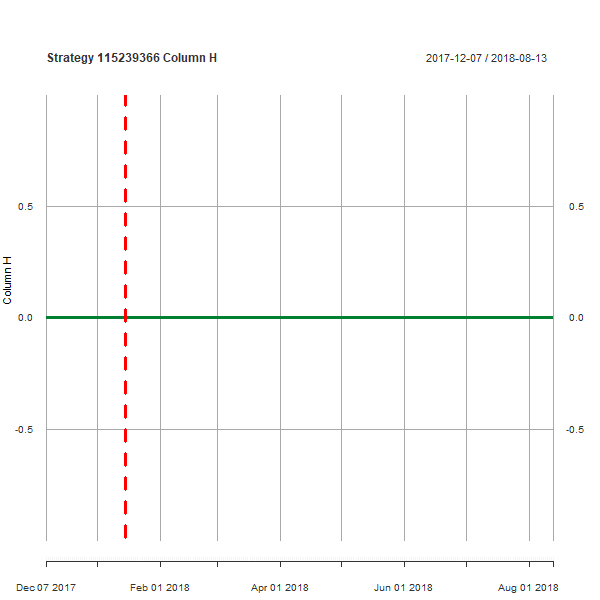 Strategy 115239366 Column H
2017-12-07 / 2018-08-13
0.5
0.5
Column H
0.0
0.0
-0.5
-0.5
Dec 07 2017
Feb 01 2018
Apr 01 2018
Jun 01 2018
Aug 01 2018